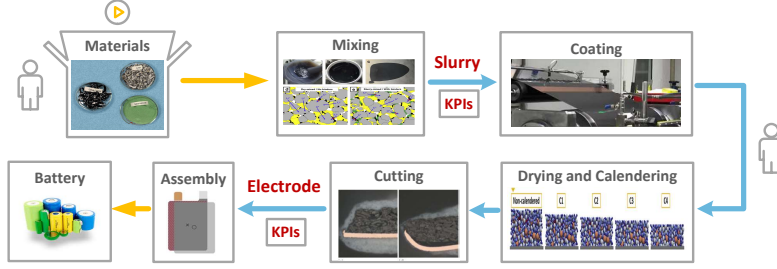 Materials
Mixing
Slurry
KPIs
Coating
Battery
Assembly
Electrode
KPIs
Cutting
Drying and Calendering
Non-calendered
C1
C2
C3
C4